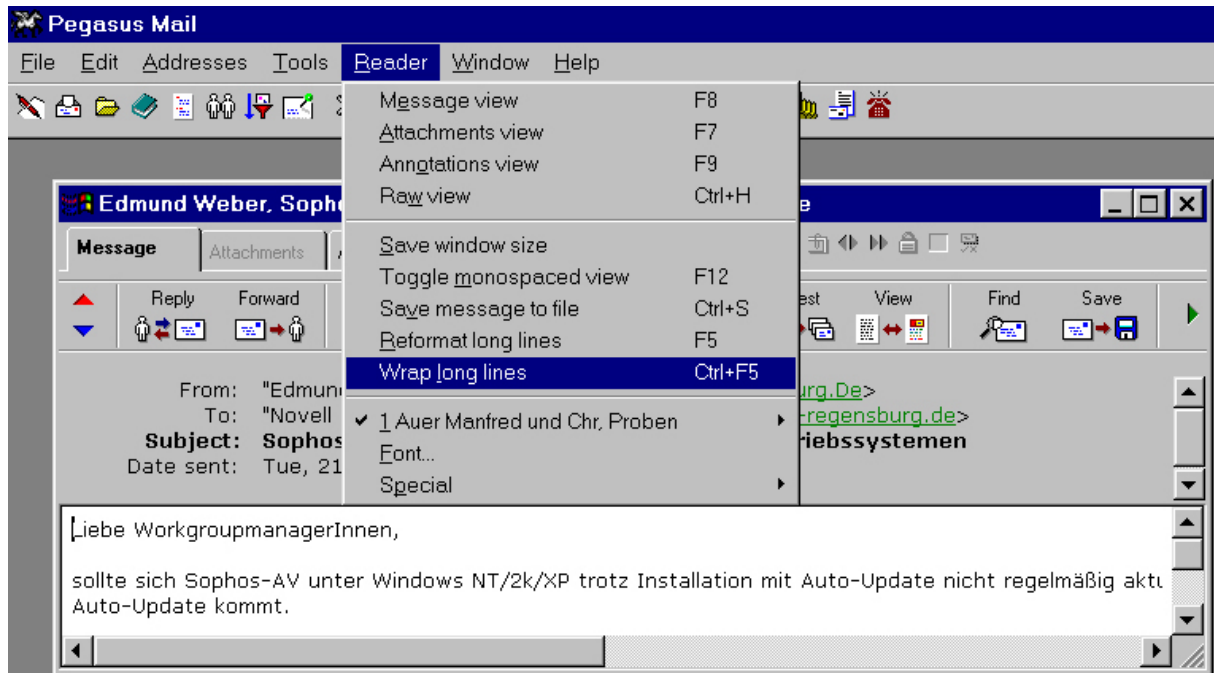 Pegasus Mail
File Edit Addresses Tools Reader Window Help
Message view F8
Attachments view F7
Annotations view F9
Raw view Ctrl+H
Edmund Weber,
Save window size
Message Attachments
Toggle monospaced view F12
Reply Forward View Find Save
Save message to file Ctrl+S
Reformat long lines F5
Wrap long lines Ctrl+F5
From: "Edmun urg.De>
1 Auer Manfred und Chr, Proben
To: "Novell -regensburg.de>
Subject: Sophos riebssystemen
Font...
Date sent: Tue, 21
Special
Liebe WorkgroupmanagerInnen,
sollte sich Sophos-AV unter Windows NT/2k/XP trotz Installation mit Auto-Update nicht regelmäßig aktu
Auto-Update kommt.